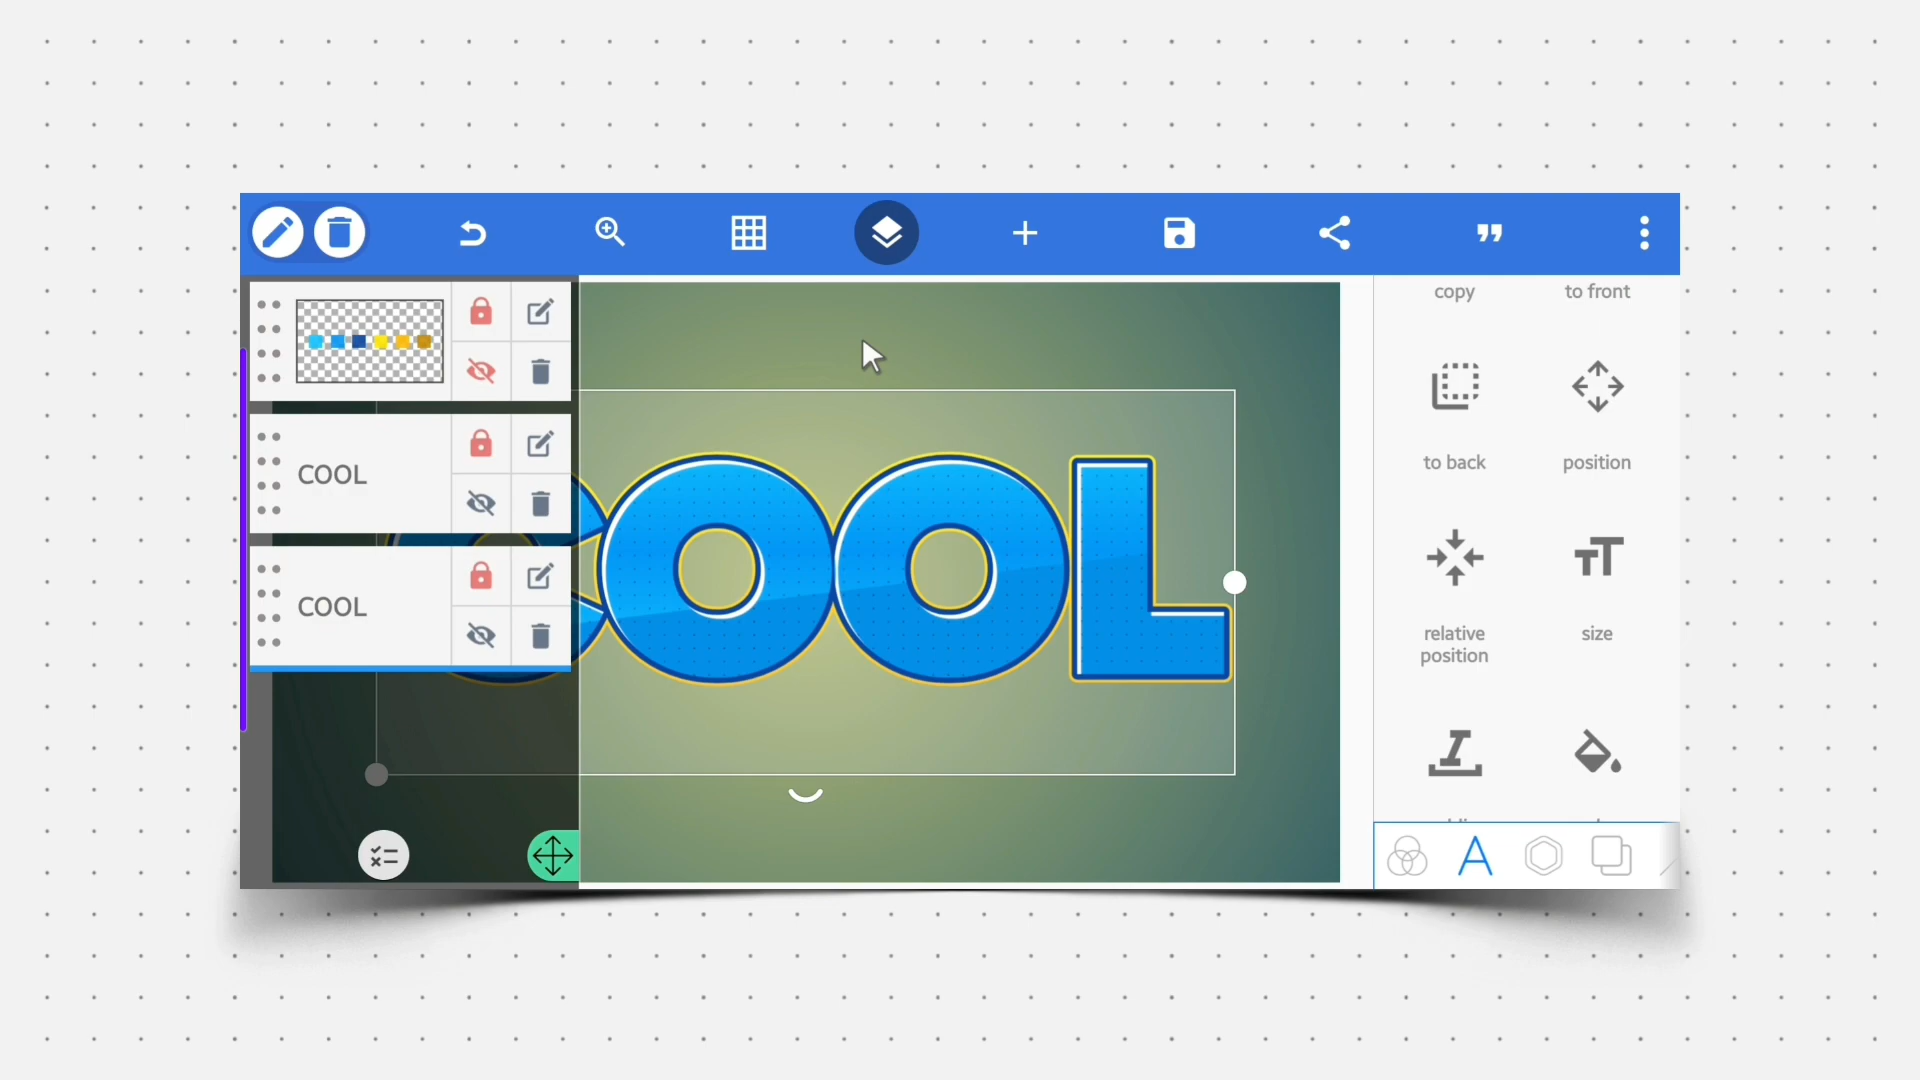 copy
to front
COOL
to back
position
COOL
COOL
relative
position
size